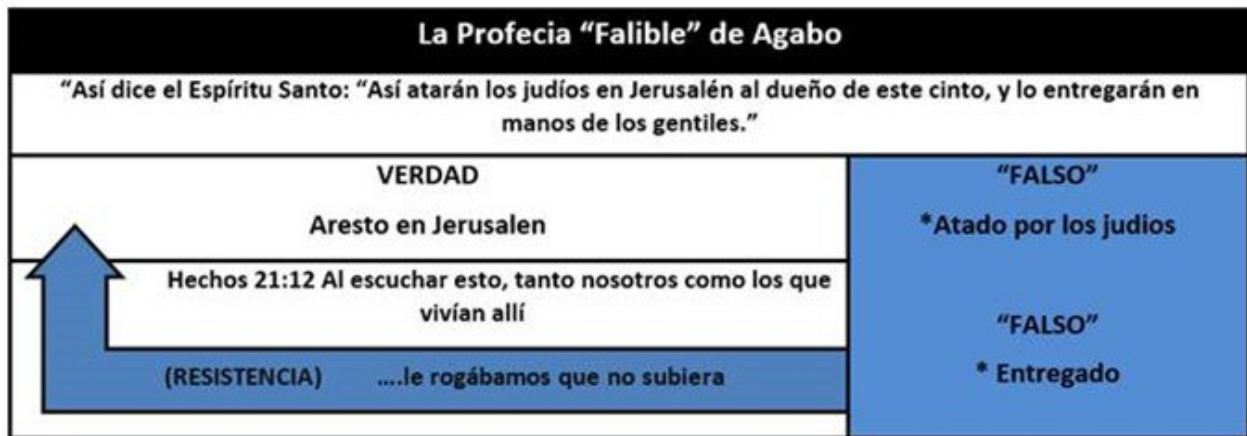 La Profecia “Falible” de Agabo
“Así dice el Espíritu Santo: “Así atarán los judíos en Jerusalén al dueño de este cinto, y lo entregarán en
manos de los gentiles.”
VERDAD
Aresto en Jerusalen
Hechos 21:12 Al escuchar esto, tanto nosotros como los que
vivían allí
(RESISTENCIA) ....le rogábamos que no subiera
“FALSO”
*Atado por los judios
“FALSO”
* Entregado